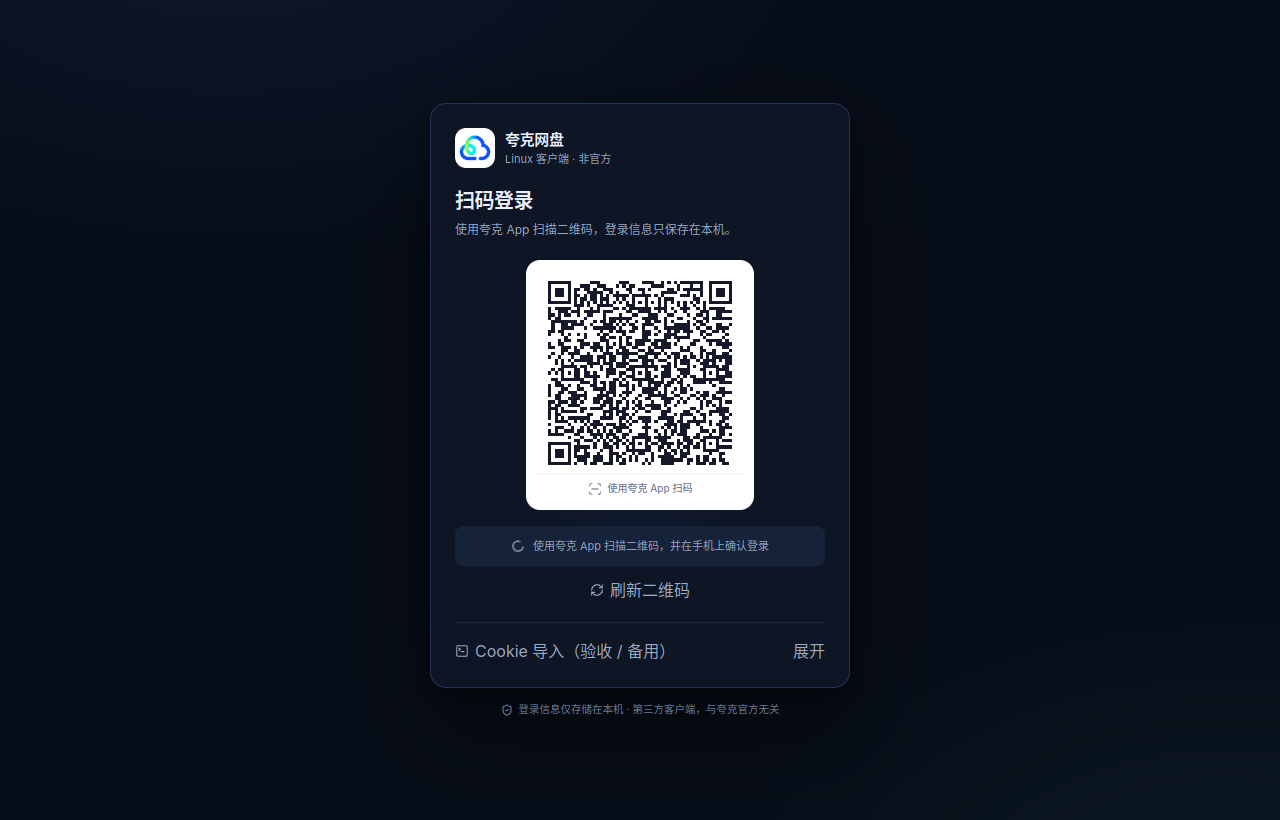 夸克网盘
Linux 客户端 · 非官方
扫码登录
使用夸克 App 扫描二维码，登录信息只保存在本机。
使用夸克 App 扫码
使用夸克 App 扫描二维码，并在手机上确认登录
刷新二维码
Cookie 导入（验收 / 备用）
展开
登录信息仅存储在本机 · 第三方客户端，与夸克官方无关